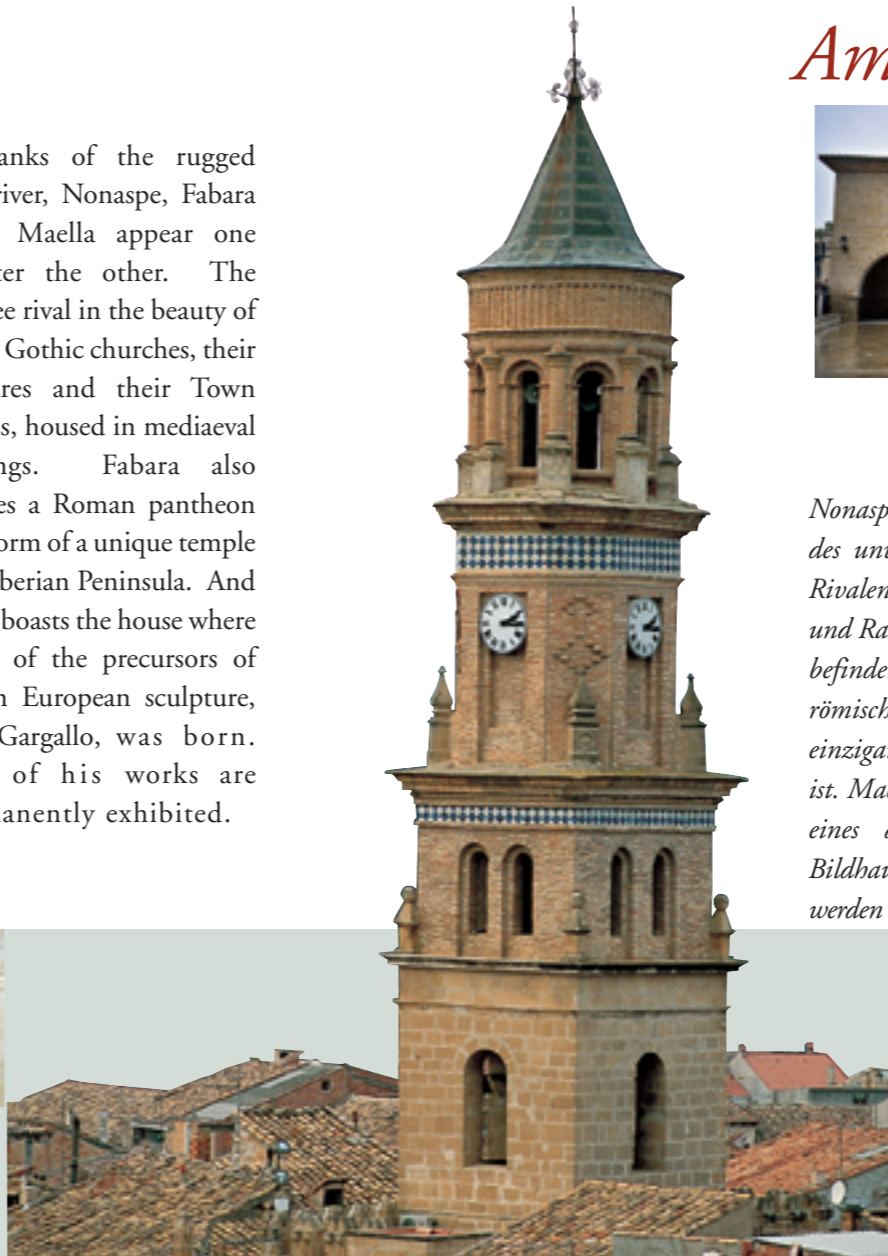 anks of the rugged
river, Nonaspe, Fabara
Maella appear one
ter the other. The
ee rival in the beauty of
Gothic churches, their
res and their Town
s, housed in mediaeval
ngs. Fabara also
es a Roman pantheon
orm of a unique temple
berian Peninsula. And
boasts the house where
of the precursors of
n European sculpture,
Gargallo, was born.
of his works are
anently exhibited.
Am
Nonasp
des unt
Rivalen
und Ra
befinde
römisch
einziga
ist. Ma
eines
Bildhau
werden